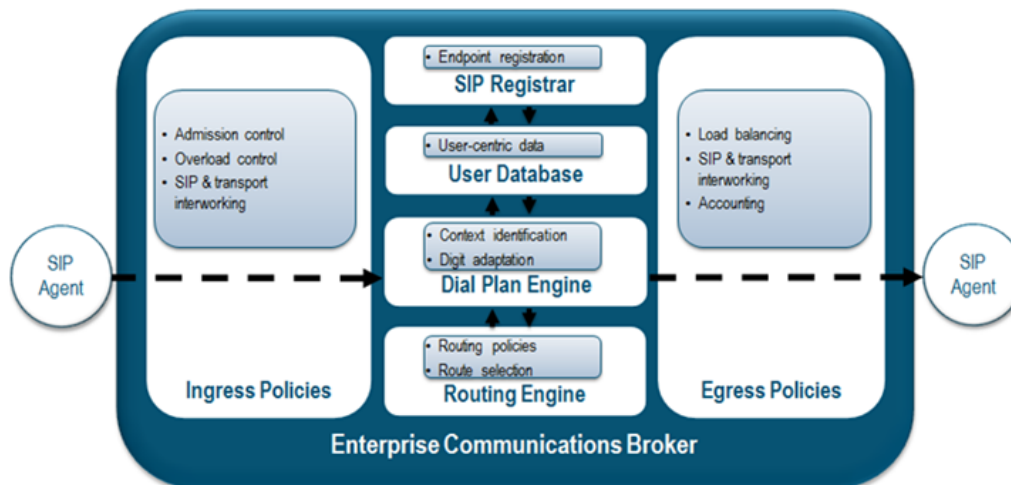 SIP
Agent
• Admission control
• Overload control
• SIP & transport
interworking
Ingress Policies
• Endpoint registration
SIP Registrar
• User-centric data
User Database
• Context identification
• Digit adaptation
Dial Plan Engine
• Routing policies
• Route selection
Routing Engine
• Load balancing
• SIP & transport
interworking
• Accounting
Egress Policies
SIP
Agent
Enterprise Communications Broker